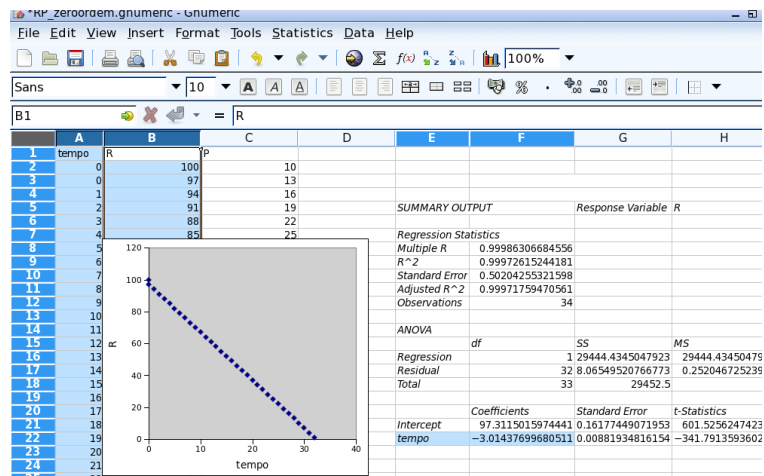 *RP_zeroordem.gnumeric - Gnumeric
File Edit View Insert Format Tools Statistics Data Help
Σ f(x) 100%
Sans 10 A A A %
B1 = R
A B C D E F G H
1 tempo R P
2 0 100 10
3 0 97 13
4 1 94 16
5 2 91 19 SUMMARY OUTPUT Response Variable R
6 3 88 22
7 4 85 25 Regression Statistics
8 5 Multiple R 0.99986306684556
9 6 R^2 0.99972615244181
10 7 Standard Error 0.50204255321598
11 8 Adjusted R^2 0.99971759470561
12 9 Observations 34
13 10
14 11 ANOVA
15 12 df SS MS
16 13 Regression 1 29444.4345047923 29444.43450479
17 14 Residual 32 8.06549520766773 0.252046725239
18 15 Total 33 29452.5
19 16
20 17 Coefficients Standard Error t-Statistics
21 18 Intercept 97.3115015974441 0.16177449071953 601.5256247423
22 19 tempo −3.01437699680511 0.00881934816154 −341.7913593602
23 20
24 21
120
100
80
60
40
20
0
R
0 10 20 30 40
tempo